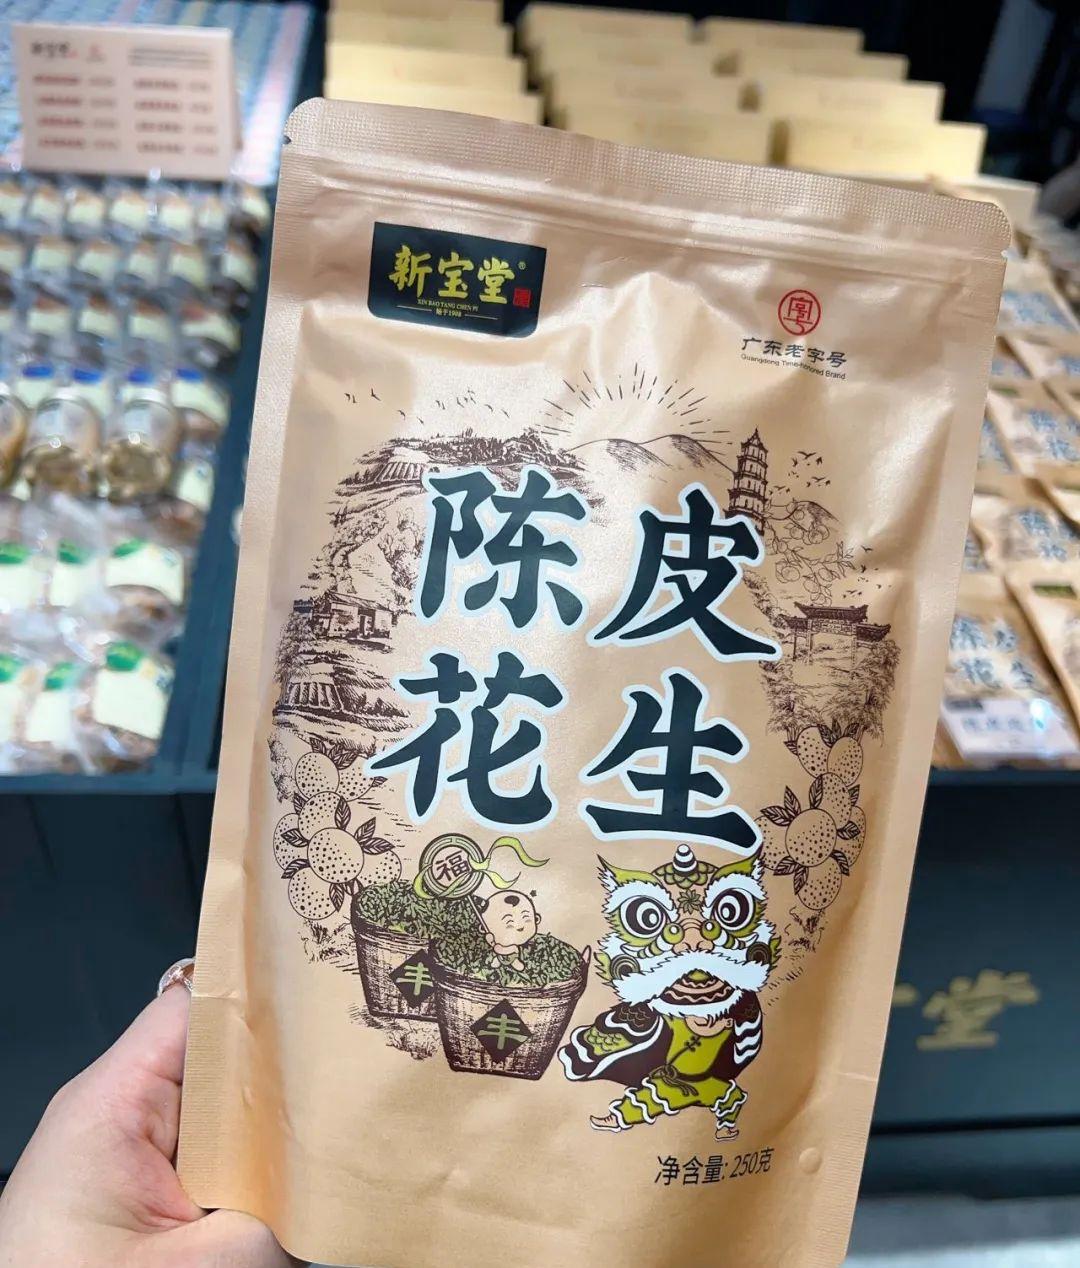 新宝堂®
XIN BAO TANG CHEN PI
始于1908
广东老字号
Guangdong Time-honored Brand
陈皮
花生
福
丰
丰
净含量: 250克
堂